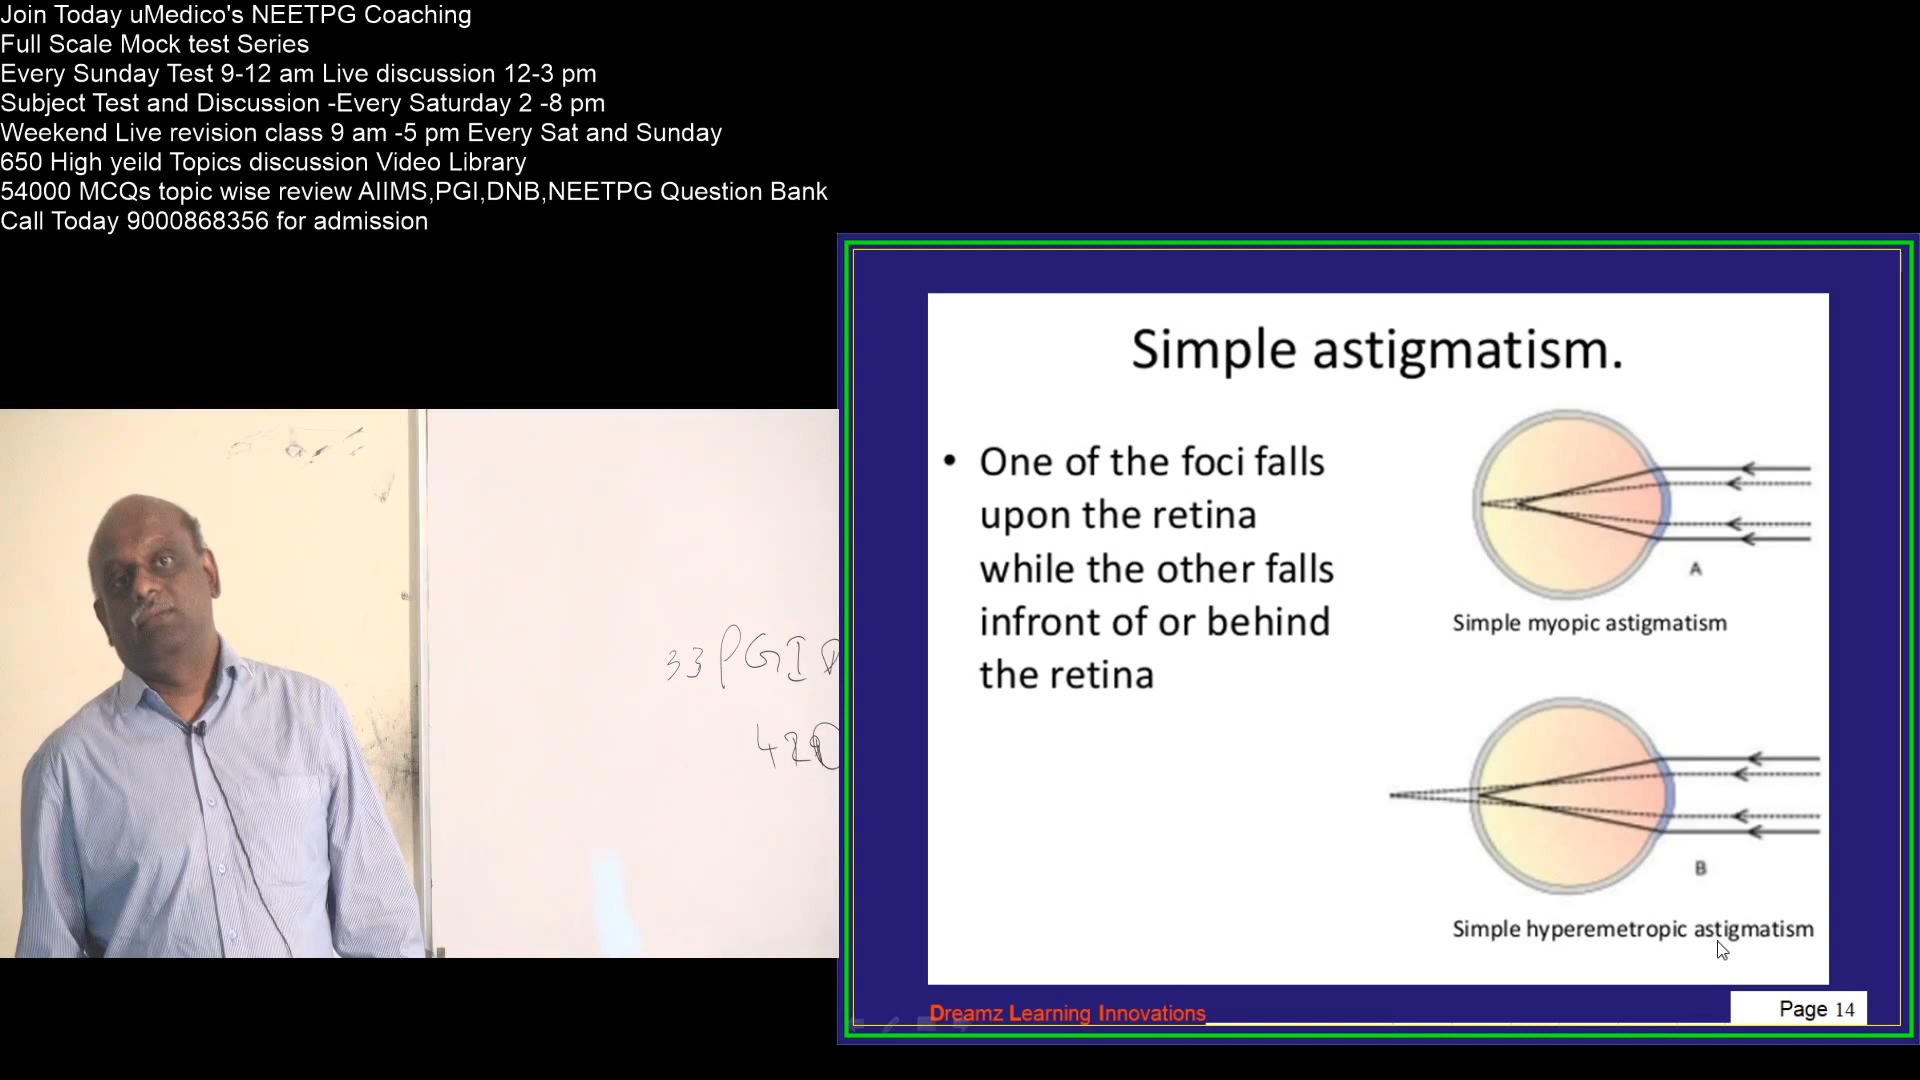 Join Today uMedico's NEETPG Coaching
Full Scale Mock test Series
Every Sunday Test 9-12 am Live discussion 12-3 pm
Subject Test and Discussion -Every Saturday 2 -8 pm
Weekend Live revision class 9 am -5 pm Every Sat and Sunday
650 High yeild Topics discussion Video Library
54000 MCQs topic wise review AIIMS,PGI,DNB,NEETPG Question Bank
Call Today 9000868356 for admission
33 PGI
Simple astigmatism.
• One of the foci falls
upon the retina
while the other falls
infront of or behind
the retina
A
Simple myopic astigmatism
B
Simple hyperemetropic astigmatism
Dreamz Learning Innovations
Page 14